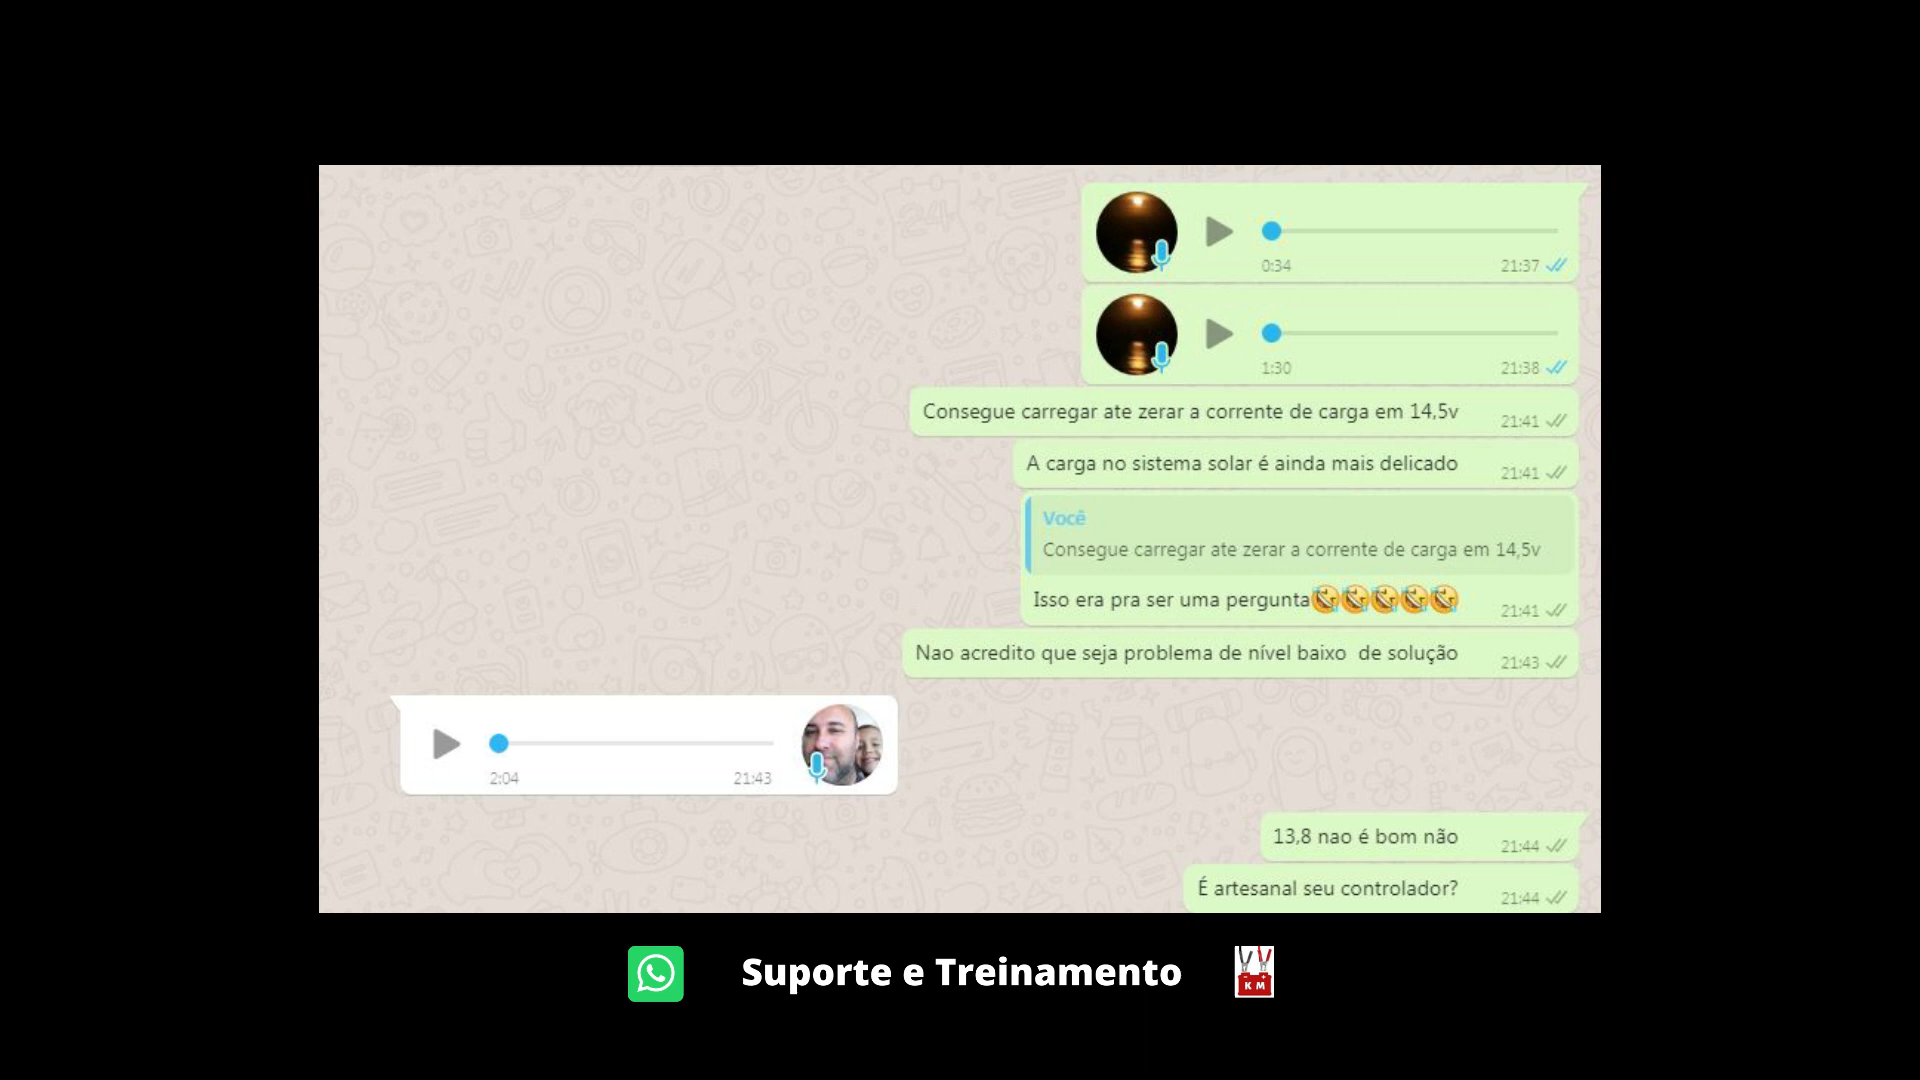 0:34
21:37
1:30
21:38
Consegue carregar ate zerar a corrente de carga em 14,5v
21:41
A carga no sistema solar é ainda mais delicado
21:41
Você
Consegue carregar ate zerar a corrente de carga em 14,5v
Isso era pra ser uma pergunta🤣🤣🤣🤣🤣
21:41
Nao acredito que seja problema de nível baixo  de solução
21:43
2:04
21:43
13,8 nao é bom não
21:44
É artesanal seu controlador?
21:44
Suporte e Treinamento
K M